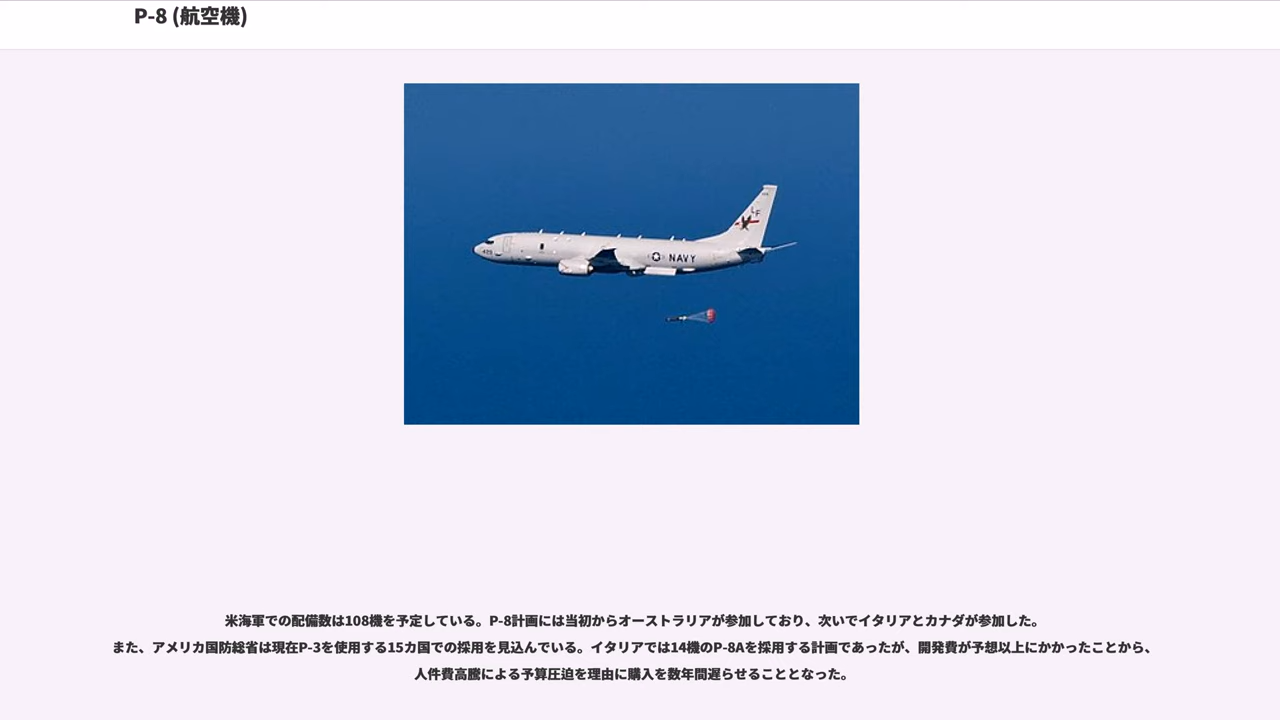 P-8 (航空機)
LF
NAVY
米海軍での配備数は108機を予定している。P-8計画には当初からオーストラリアが参加しており、次いでイタリアとカナダが参加した。
また、アメリカ国防総省は現在P-3を使用する15カ国での採用を見込んでいる。イタリアでは14機のP-8Aを採用する計画であったが、開発費が予想以上にかかったことから、
人件費高騰による予算圧迫を理由に購入を数年間遅らせることとなった。